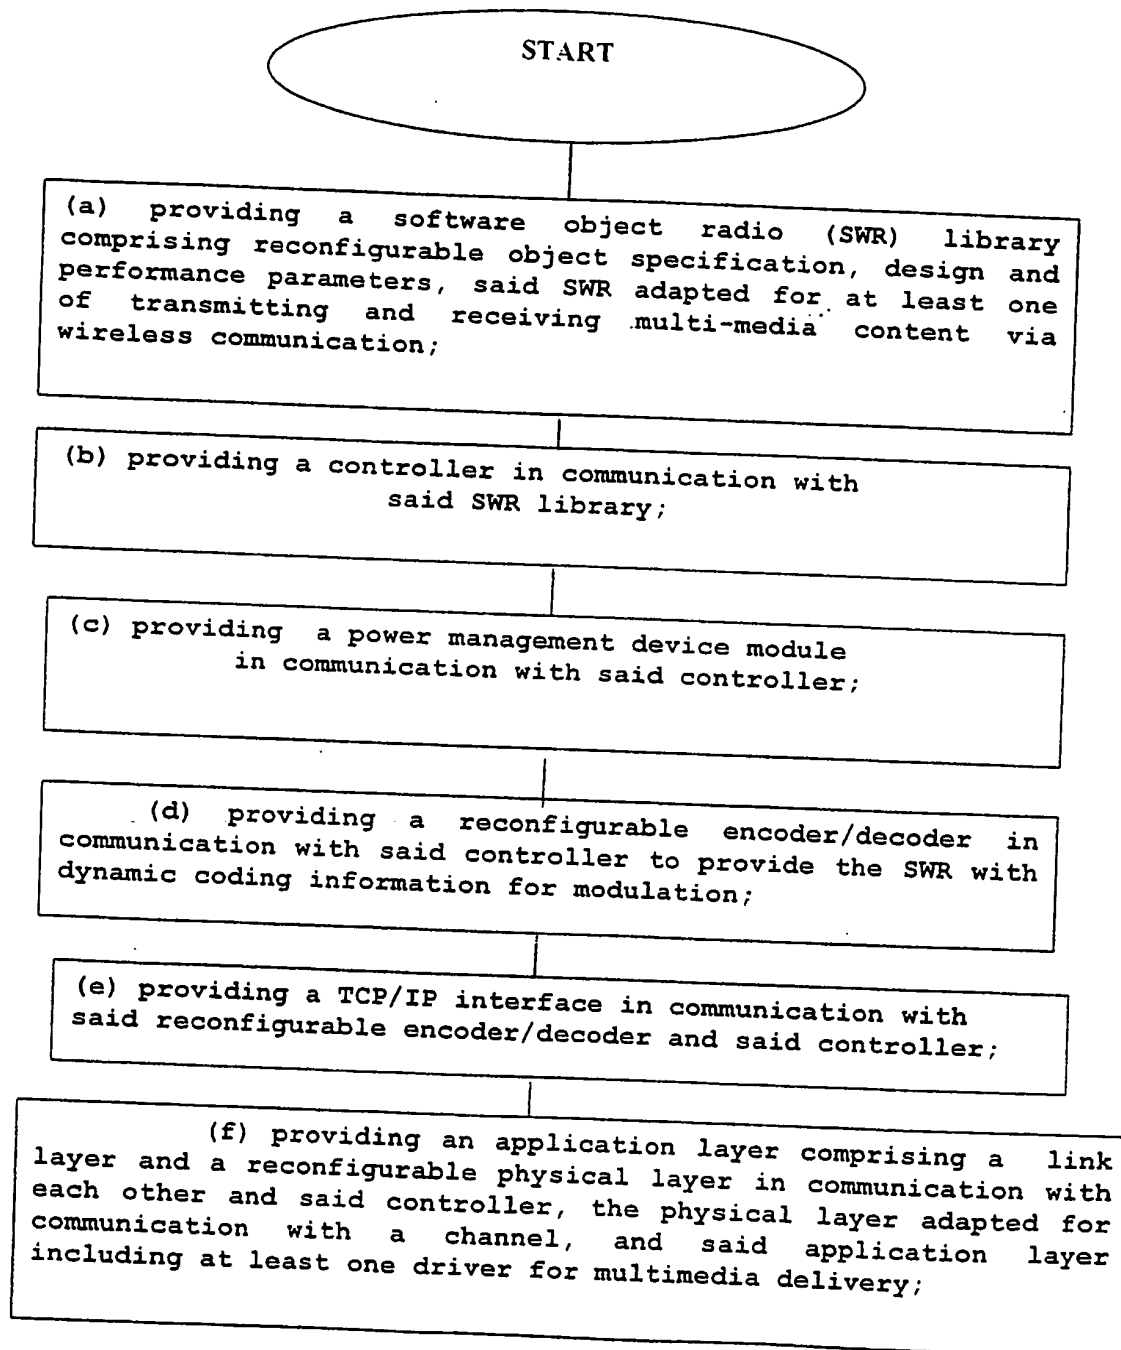 START
(a) providing a software object radio (SWR) library
comprising reconfigurable object specification, design and
performance parameters, said SWR adapted for at least one
of transmitting and receiving multi-media content via
wireless communication;
(b) providing a controller in communication with
said SWR library;
(c) providing a power management device module
in communication with said controller;
(d) providing a reconfigurable encoder/decoder in
communication with said controller to provide the SWR with
dynamic coding information for modulation;
(e) providing a TCP/IP interface in communication with
said reconfigurable encoder/decoder and said controller;
(f) providing an application layer comprising a link
layer and a reconfigurable physical layer in communication with
each other and said controller, the physical layer adapted for
communication with a channel, and said application layer
including at least one driver for multimedia delivery;